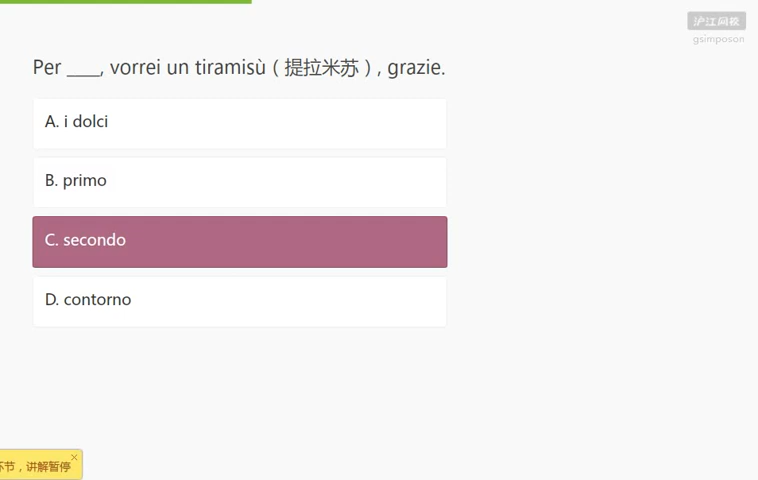 沪江网校
gsimposon
Per ____, vorrei un tiramisù ( 提拉米苏 ) , grazie.
A. i dolci
B. primo
C. secondo
D. contorno
环节，讲解暂停